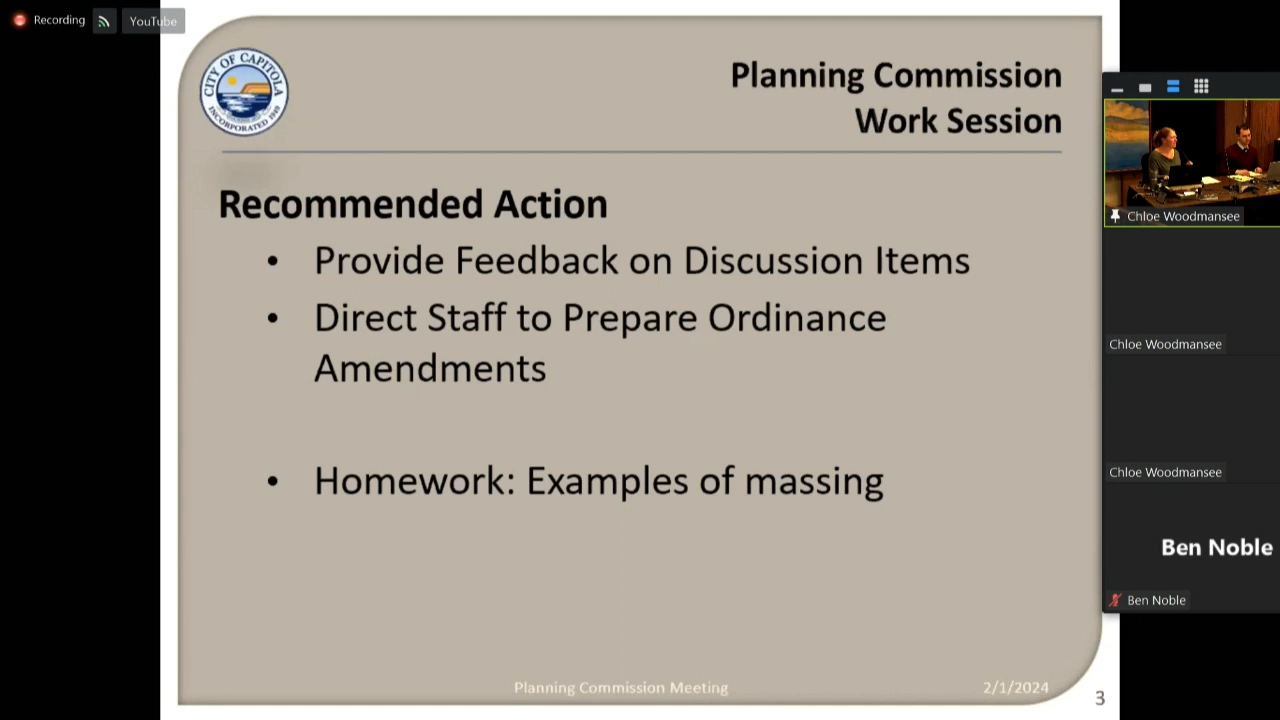 Recording
YouTube
CITY OF CAPITOLA
INCORPORATED 1949
Planning Commission
Work Session
Recommended Action
• Provide Feedback on Discussion Items
• Direct Staff to Prepare Ordinance
Amendments
• Homework: Examples of massing
Planning Commission Meeting
2/1/2024
3
Chloe Woodmansee
Chloe Woodmansee
Chloe Woodmansee
Ben Noble
Ben Noble